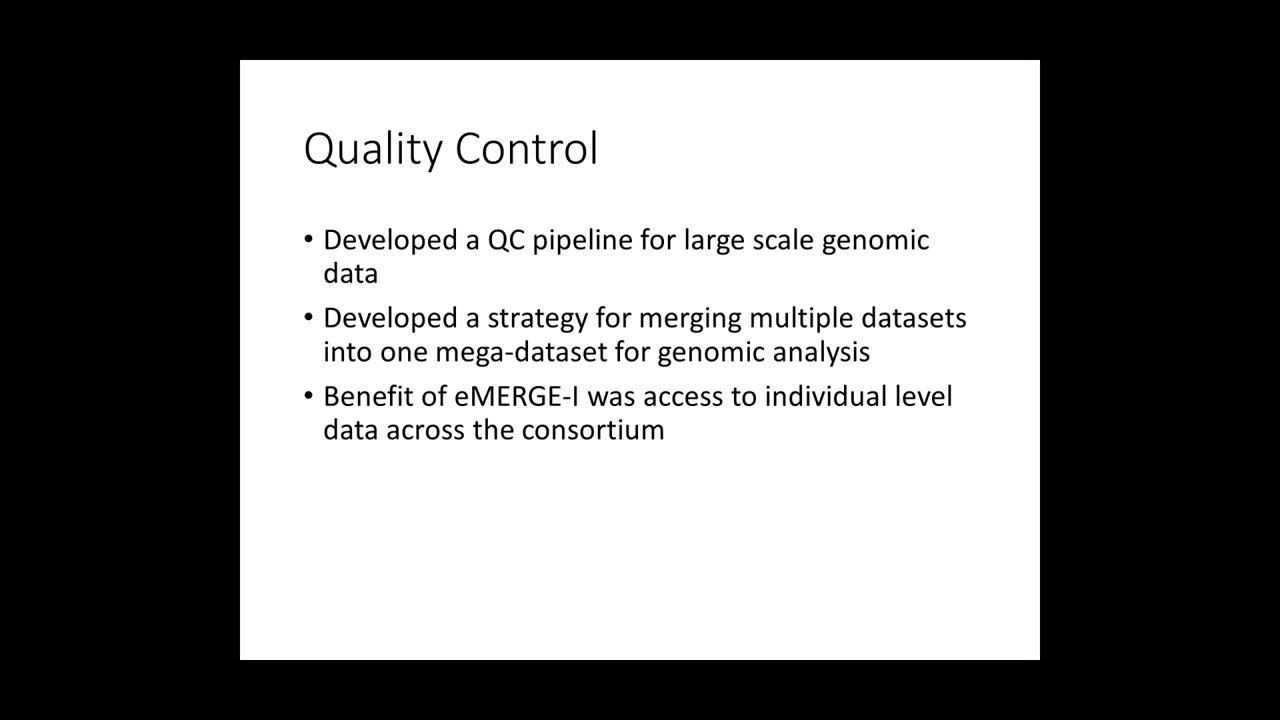 Quality Control
• Developed a QC pipeline for large scale genomic
data
• Developed a strategy for merging multiple datasets
into one mega-dataset for genomic analysis
• Benefit of eMERGE-I was access to individual level
data across the consortium